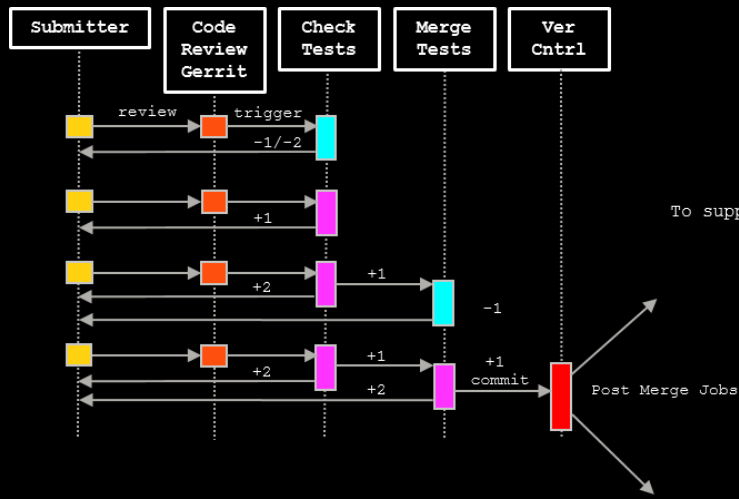 Submitter
Code
Review
Gerrit
Check
Tests
Merge
Tests
Ver
Cntrl
review
trigger
-1/-2
+1
To supp
+1
+2
-1
+1
+1
+2
commit
+2
Post Merge Jobs